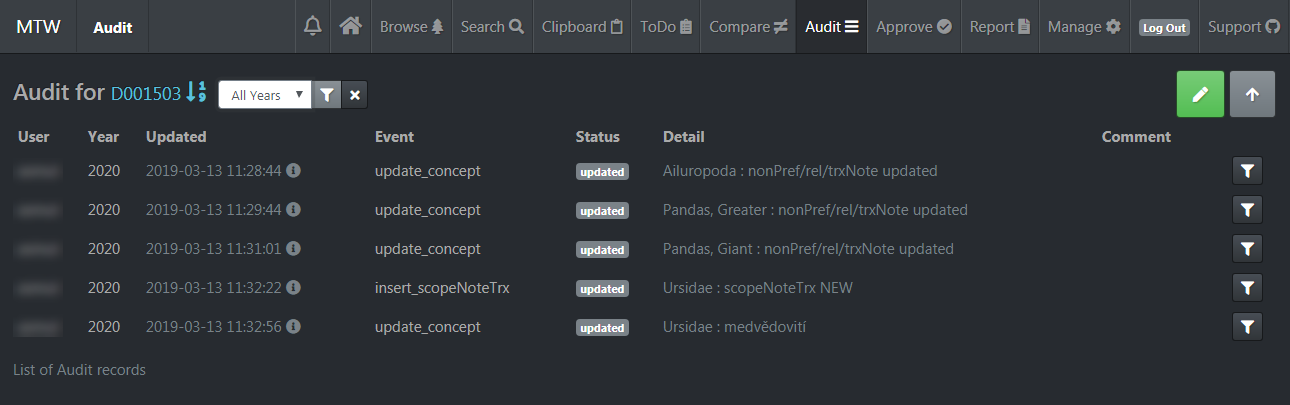 MTW Audit Browse Search Clipboard ToDo Compare Audit Approve Report Manage Log Out Support
Audit for D001503 All Years
User Year Updated Event Status Detail Comment
2020 2019-03-13 11:28:44 update_concept updated Ailuropoda : nonPref/rel/trxNote updated
2020 2019-03-13 11:29:44 update_concept updated Pandas, Greater : nonPref/rel/trxNote updated
2020 2019-03-13 11:31:01 update_concept updated Pandas, Giant : nonPref/rel/trxNote updated
2020 2019-03-13 11:32:22 insert_scopeNoteTrx updated Ursidae : scopeNoteTrx NEW
2020 2019-03-13 11:32:56 update_concept updated Ursidae : medvědovití
List of Audit records